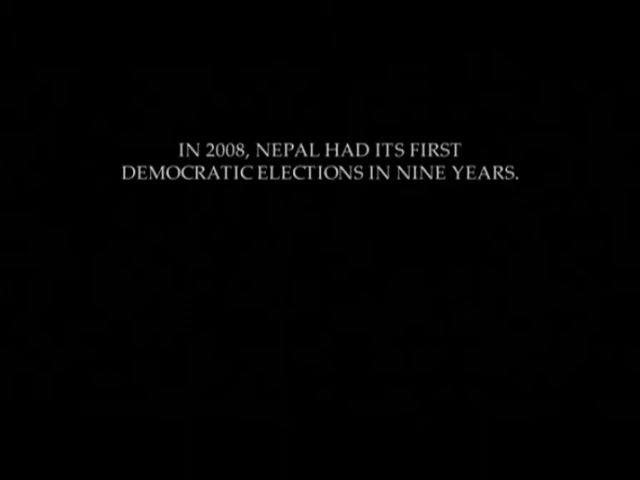 IN 2008, NEPAL HAD ITS FIRST
DEMOCRATIC ELECTIONS IN NINE YEARS.